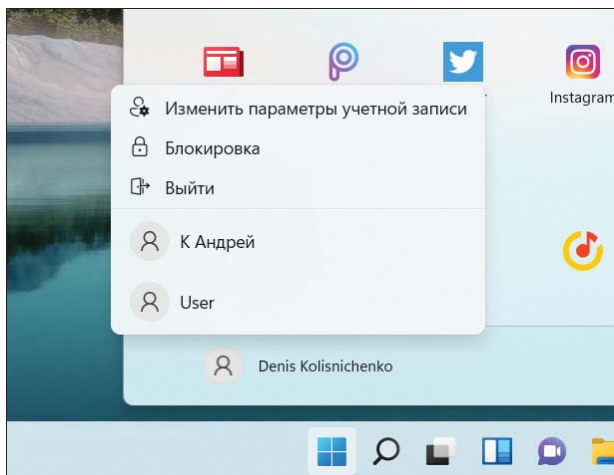 Instagram
Изменить параметры учетной записи
Блокировка
Выйти
К Андрей
User
Denis Kolisnichenko